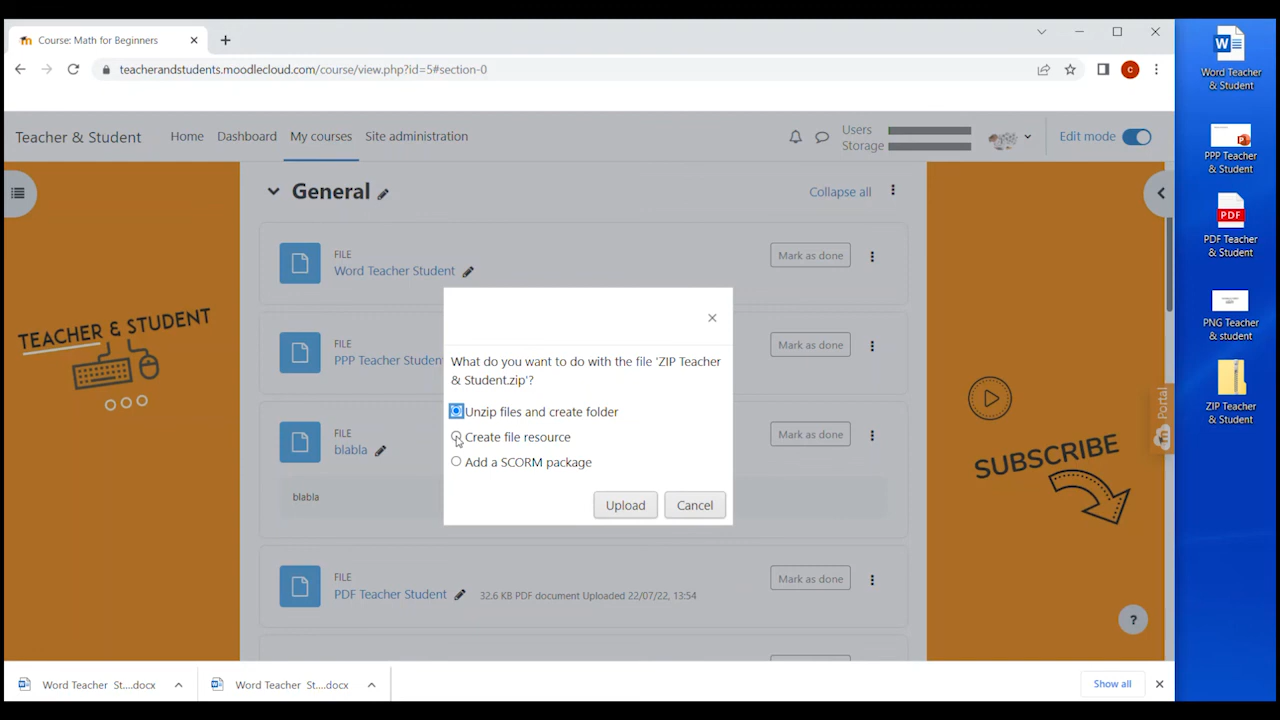 Course: Math for Beginners
teacherandstudents.moodlecloud.com/course/view.php?id=5#section-0
C
Teacher & Student
Home
Dashboard
My courses
Site administration
Users
Storage
Edit mode
General
Collapse all
FILE
Word Teacher Student
Mark as done
FILE
PPP Teacher Student
Mark as done
FILE
blabla
Mark as done
blabla
FILE
PDF Teacher Student
32.6 KB PDF document Uploaded 22/07/22, 13:54
Mark as done
What do you want to do with the file 'ZIP Teacher
& Student.zip'?
Unzip files and create folder
Create file resource
Add a SCORM package
Upload
Cancel
TEACHER & STUDENT
SUBSCRIBE
Portal
?
Word Teacher St....docx
Word Teacher St....docx
Show all
W
Word Teacher
& Student
P
PPP Teacher
& Student
PDF
PDF Teacher
& Student
PNG Teacher
& student
ZIP Teacher
& Student